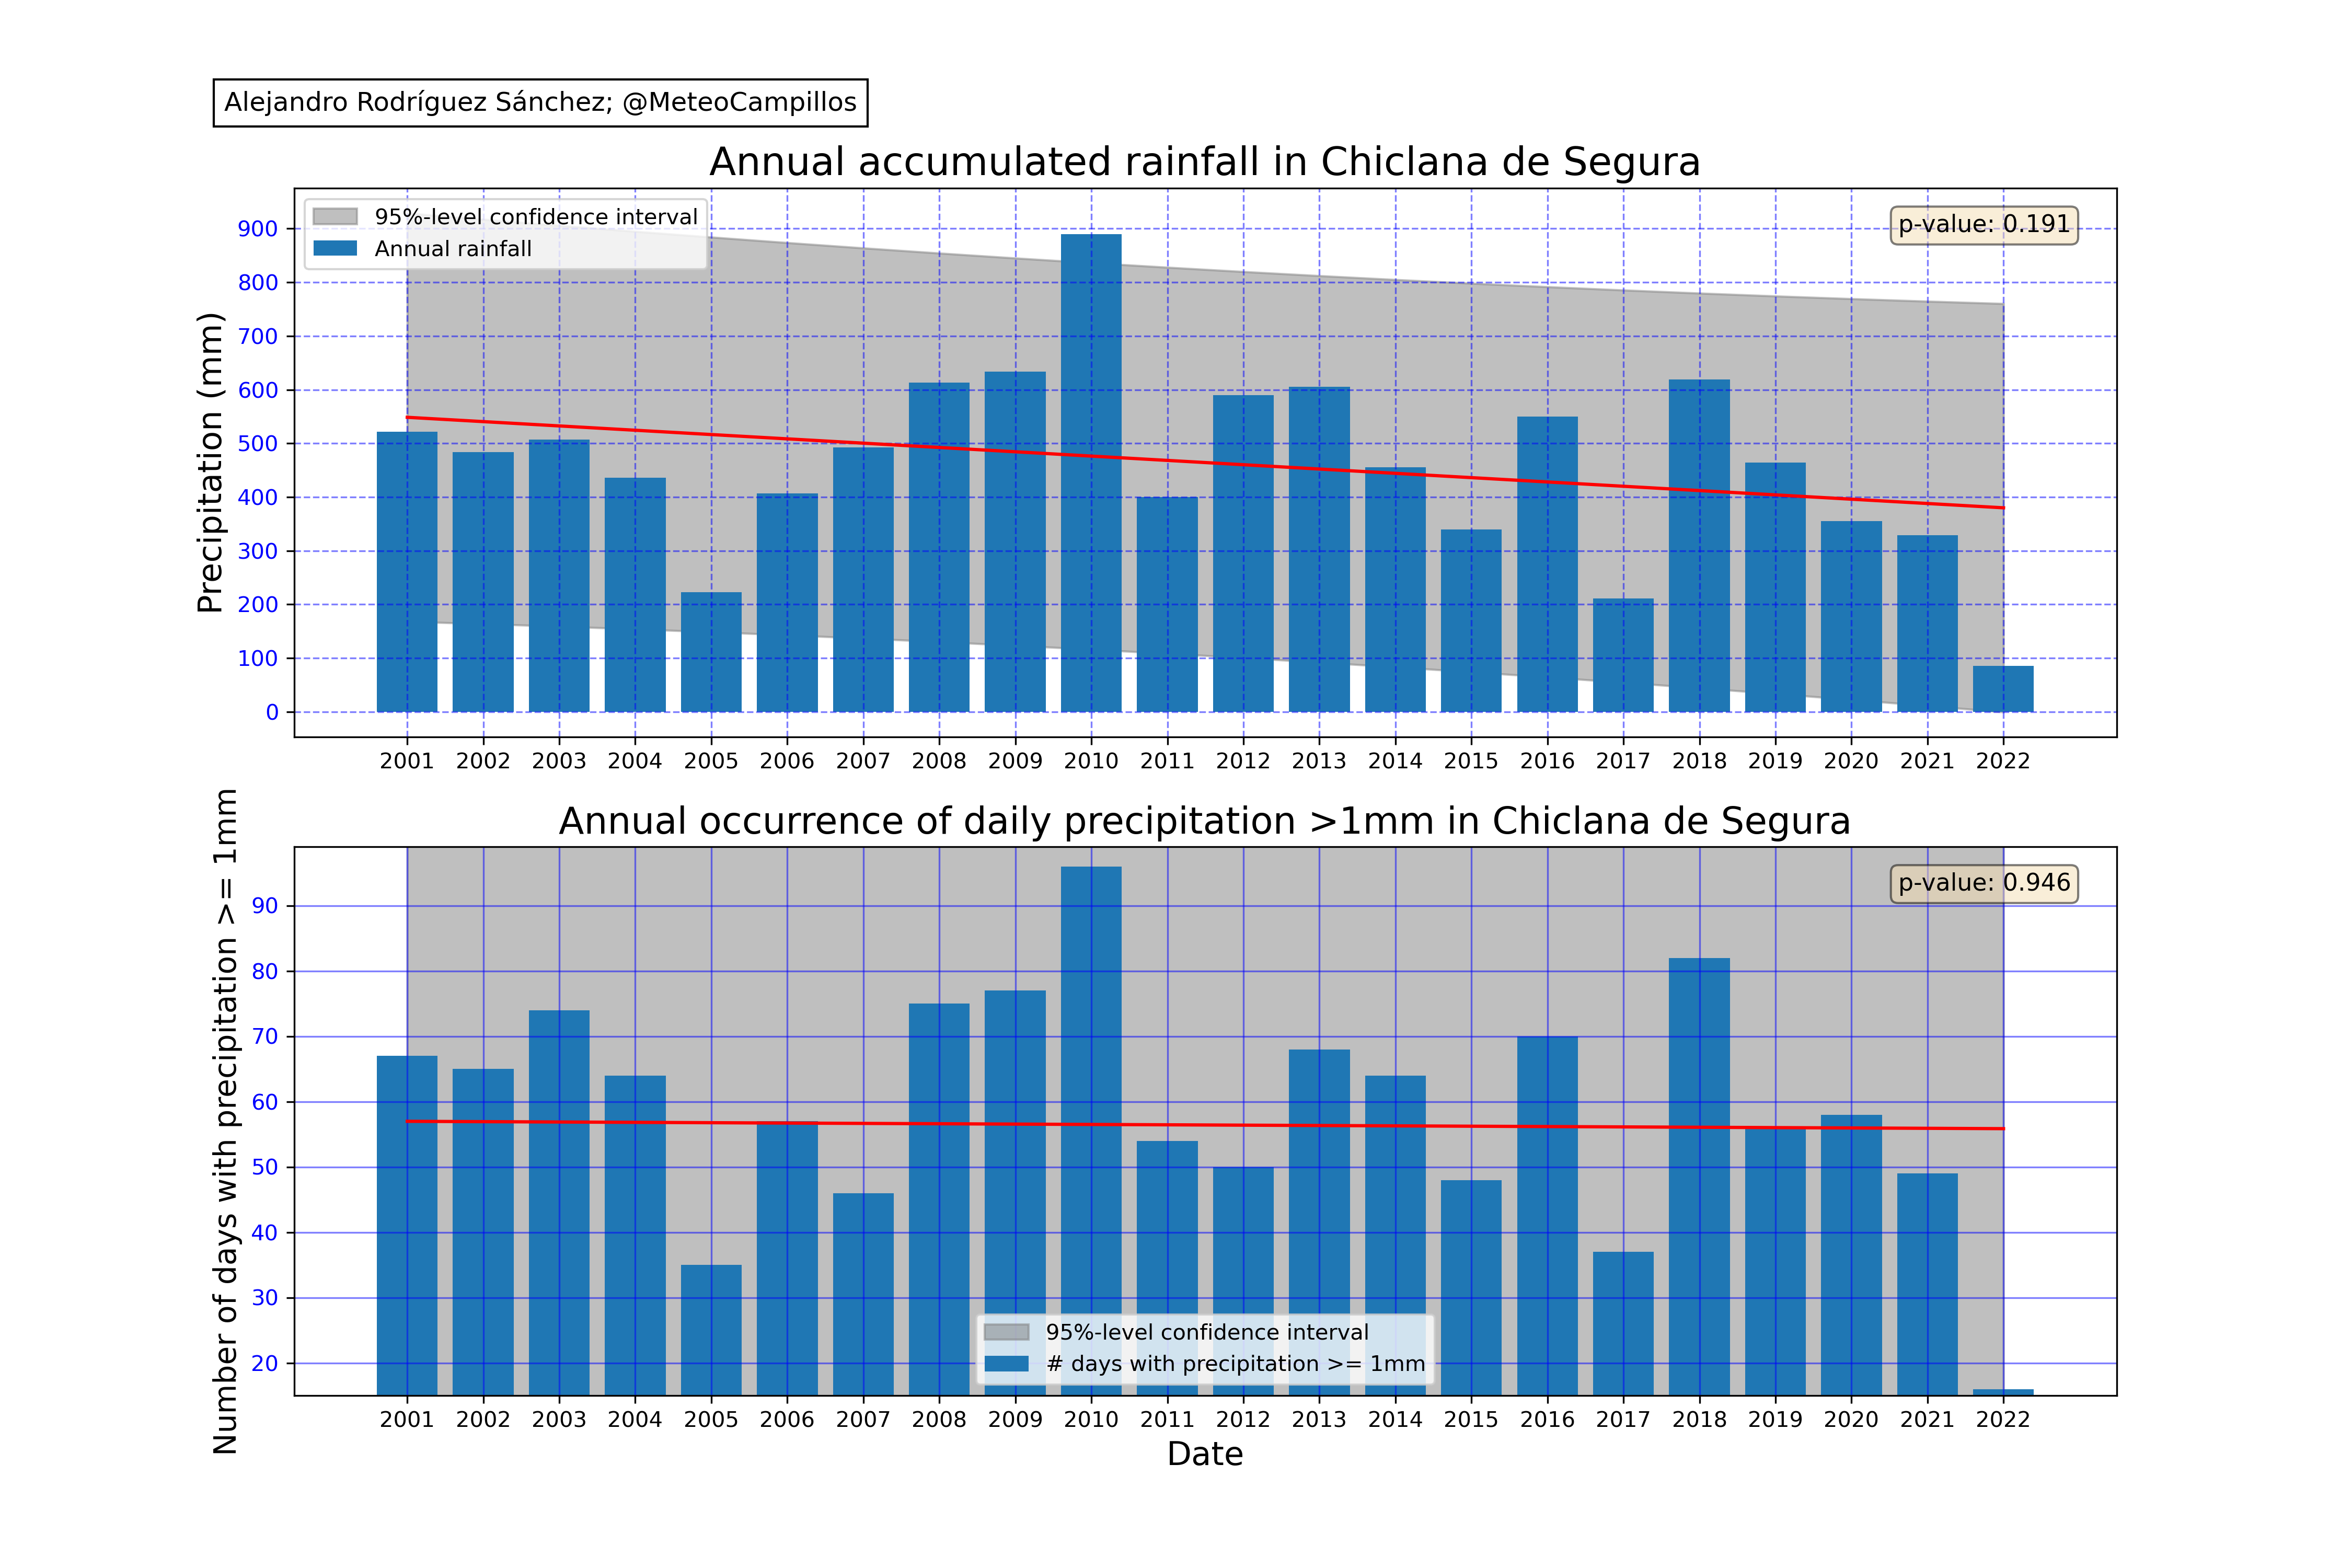 Alejandro Rodríguez Sánchez; @MeteoCampillos
Annual accumulated rainfall in Chiclana de Segura
95%-level confidence interval
Annual rainfall
p-value: 0.191
Precipitation (mm)
900
800
700
600
500
400
300
200
100
0
2001 2002 2003 2004 2005 2006 2007 2008 2009 2010 2011 2012 2013 2014 2015 2016 2017 2018 2019 2020 2021 2022
Annual occurrence of daily precipitation >1mm in Chiclana de Segura
p-value: 0.946
Number of days with precipitation >= 1mm
90
80
70
60
50
40
30
20
95%-level confidence interval
# days with precipitation >= 1mm
2001 2002 2003 2004 2005 2006 2007 2008 2009 2010 2011 2012 2013 2014 2015 2016 2017 2018 2019 2020 2021 2022
Date